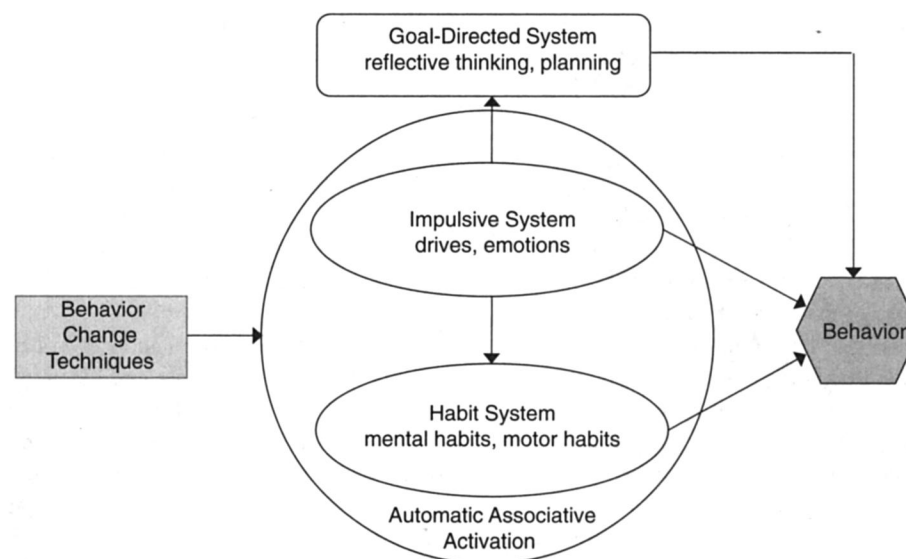 Goal-Directed System
reflective thinking, planning
Impulsive System
drives, emotions
Behavior
Change
Techniques
Behavior
Habit System
mental habits, motor habits
Automatic Associative
Activation